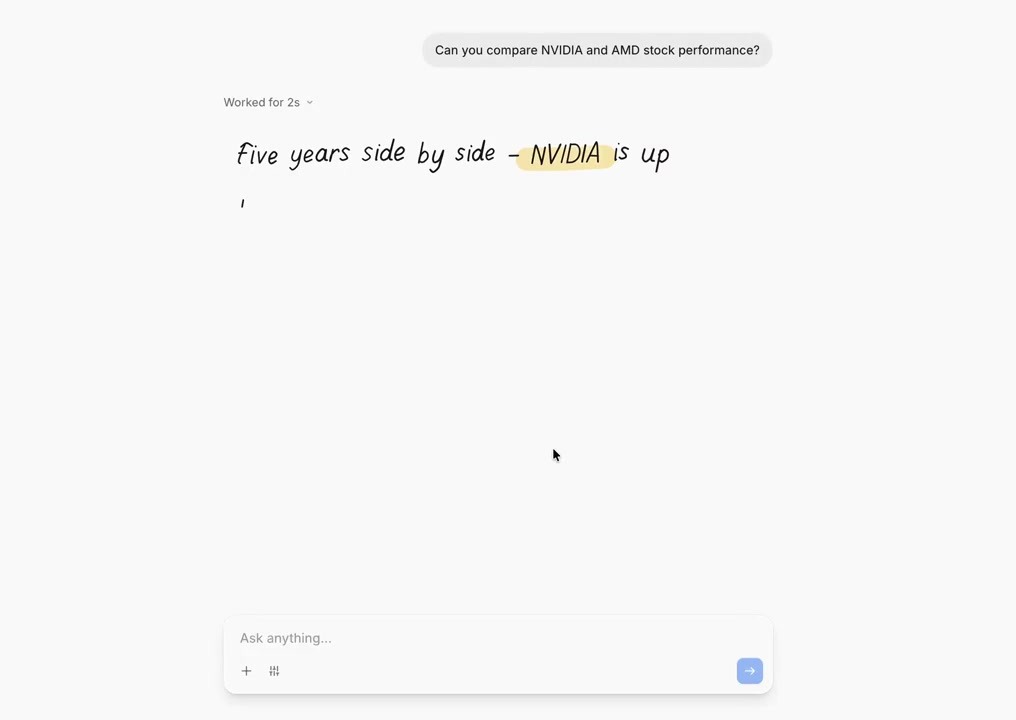 Can you compare NVIDIA and AMD stock performance?
Worked for 2s
five years side by side – NVIDIA is up
Ask anything...